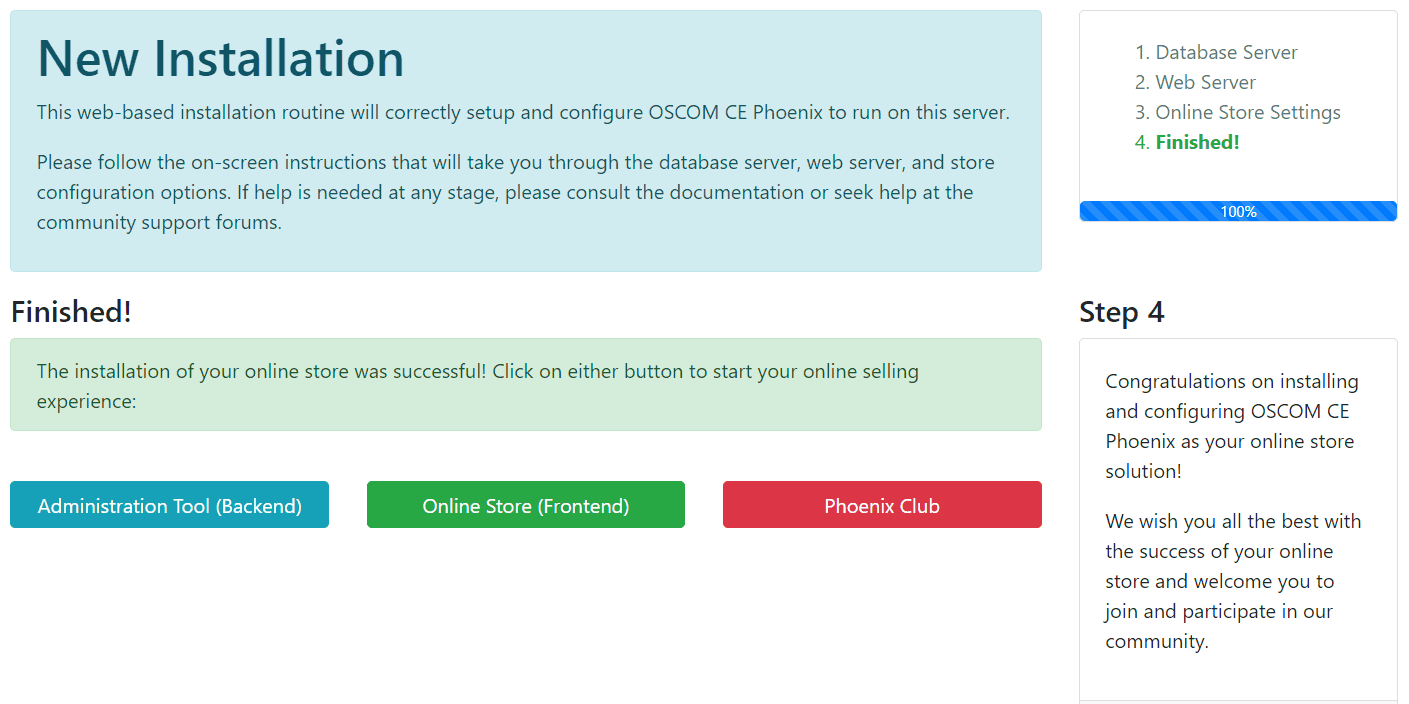 New Installation
This web-based installation routine will correctly setup and configure OSCOM CE Phoenix to run on this server.
Please follow the on-screen instructions that will take you through the database server, web server, and store
configuration options. If help is needed at any stage, please consult the documentation or seek help at the
community support forums.
1. Database Server
2. Web Server
3. Online Store Settings
4. Finished!
100%
Finished!
The installation of your online store was successful! Click on either button to start your online selling
experience:
Administration Tool (Backend)
Online Store (Frontend)
Phoenix Club
Step 4
Congratulations on installing
and configuring OSCOM CE
Phoenix as your online store
solution!
We wish you all the best with
the success of your online
store and welcome you to
join and participate in our
community.